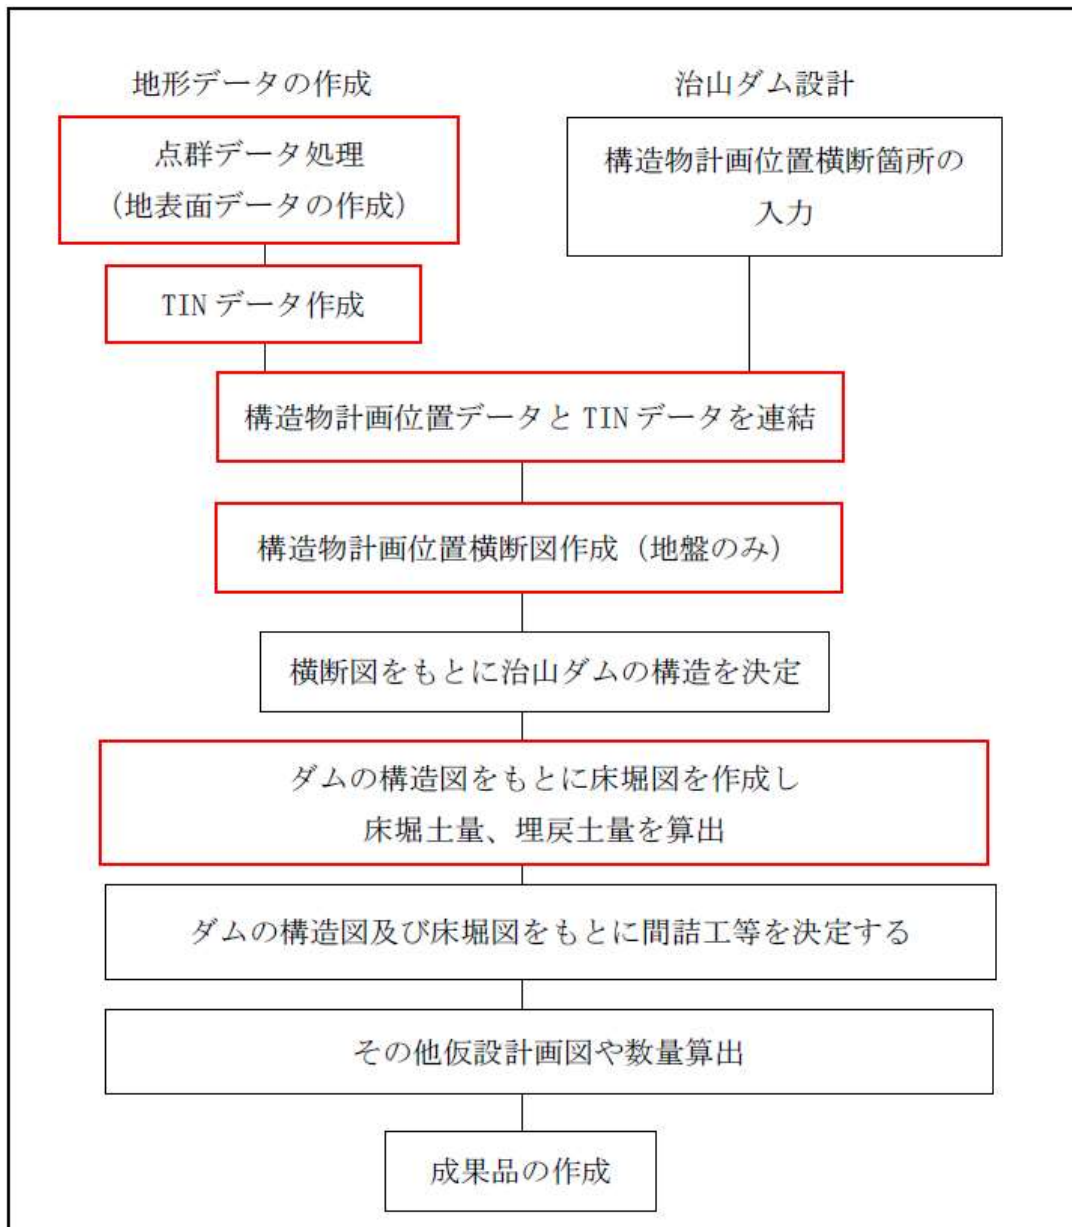 地形データの作成
治山ダム設計
点群データ処理
（地表面データの作成）
構造物計画位置横断箇所の
入力
TIN データ作成
構造物計画位置データと TIN データを連結
構造物計画位置横断図作成（地盤のみ）
横断図をもとに治山ダムの構造を決定
ダムの構造図をもとに床堀図を作成し
床堀土量、埋戻土量を算出
ダムの構造図及び床堀図をもとに間詰工等を決定する
その他仮設計画図や数量算出
成果品の作成